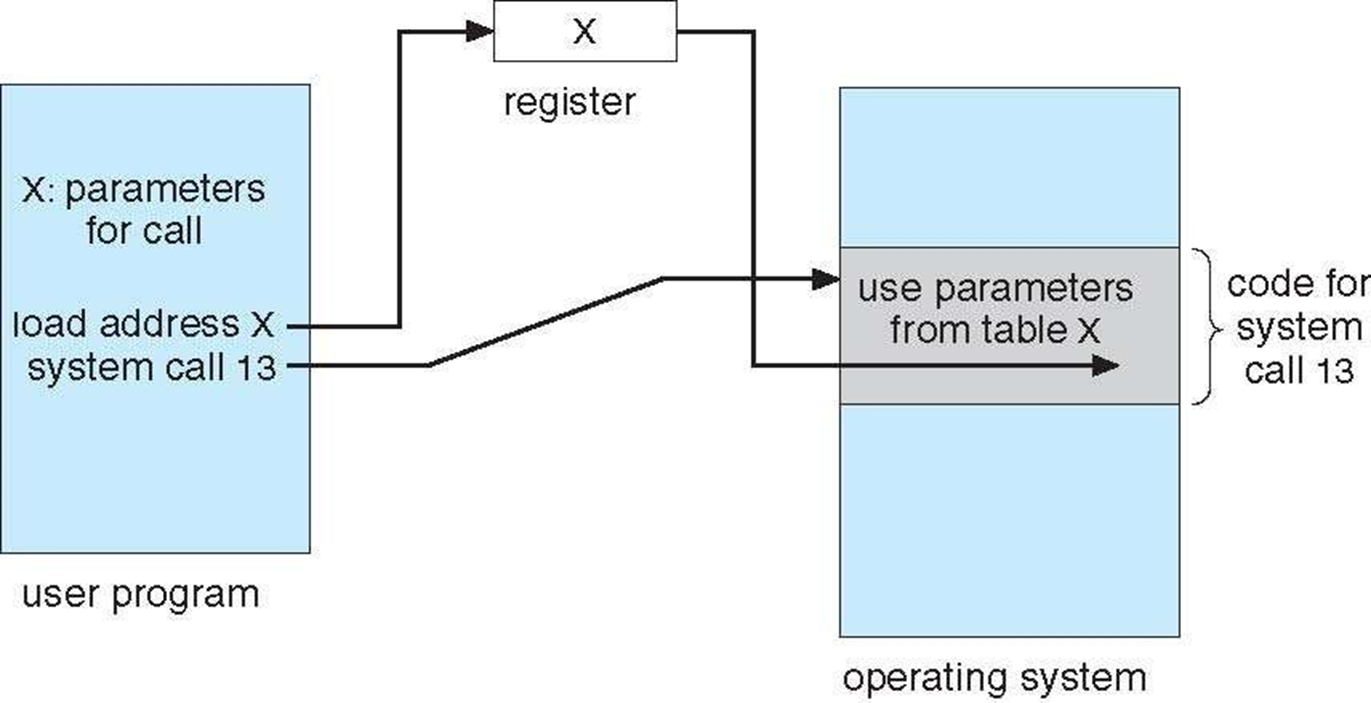 X
register
X: parameters
for call
load address X
system call 13
user program
use parameters
from table X
code for
system
call 13
operating system